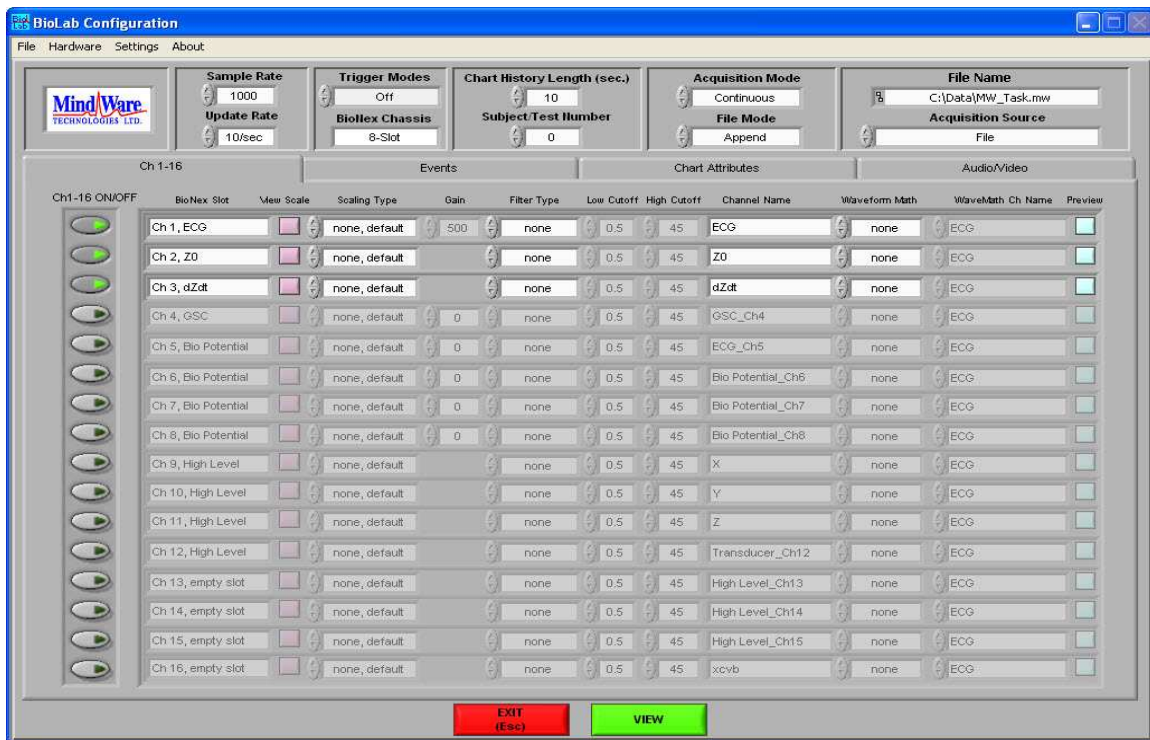 BioLab Configuration
File Hardware Settings About
MindWare
TECHNOLOGIES LTD.
Sample Rate
1000
Update Rate
10/sec
Trigger Modes
Off
BioNex Chassis
8-Slot
Chart History Length (sec.)
10
Subject/Test Number
0
Acquisition Mode
Continuous
File Mode
Append
File Name
C:\Data\MW_Task.mw
Acquisition Source
File
Ch 1-16 Events Chart Attributes Audio/Video
Ch1-16 ON/OFF BioNex Slot View Scale Scaling Type Gain Filter Type Low Cutoff High Cutoff Channel Name Waveform Math WaveMath Ch Name Preview
Ch 1, ECG none, default 500 none 0.5 45 ECG none ECG
Ch 2, Z0 none, default none 0.5 45 Z0 none ECG
Ch 3, dZdt none, default none 0.5 45 dZdt none ECG
Ch 4, GSC none, default 0 none 0.5 45 GSC_Ch4 none ECG
Ch 5, Bio Potential none, default 0 none 0.5 45 ECG_Ch5 none ECG
Ch 6, Bio Potential none, default 0 none 0.5 45 Bio Potential_Ch6 none ECG
Ch 7, Bio Potential none, default 0 none 0.5 45 Bio Potential_Ch7 none ECG
Ch 8, Bio Potential none, default 0 none 0.5 45 Bio Potential_Ch8 none ECG
Ch 9, High Level none, default none 0.5 45 X none ECG
Ch 10, High Level none, default none 0.5 45 Y none ECG
Ch 11, High Level none, default none 0.5 45 Z none ECG
Ch 12, High Level none, default none 0.5 45 Transducer_Ch12 none ECG
Ch 13, empty slot none, default none 0.5 45 High Level_Ch13 none ECG
Ch 14, empty slot none, default none 0.5 45 High Level_Ch14 none ECG
Ch 15, empty slot none, default none 0.5 45 High Level_Ch15 none ECG
Ch 16, empty slot none, default none 0.5 45 xcvb none ECG
EXIT
(Esc)
VIEW